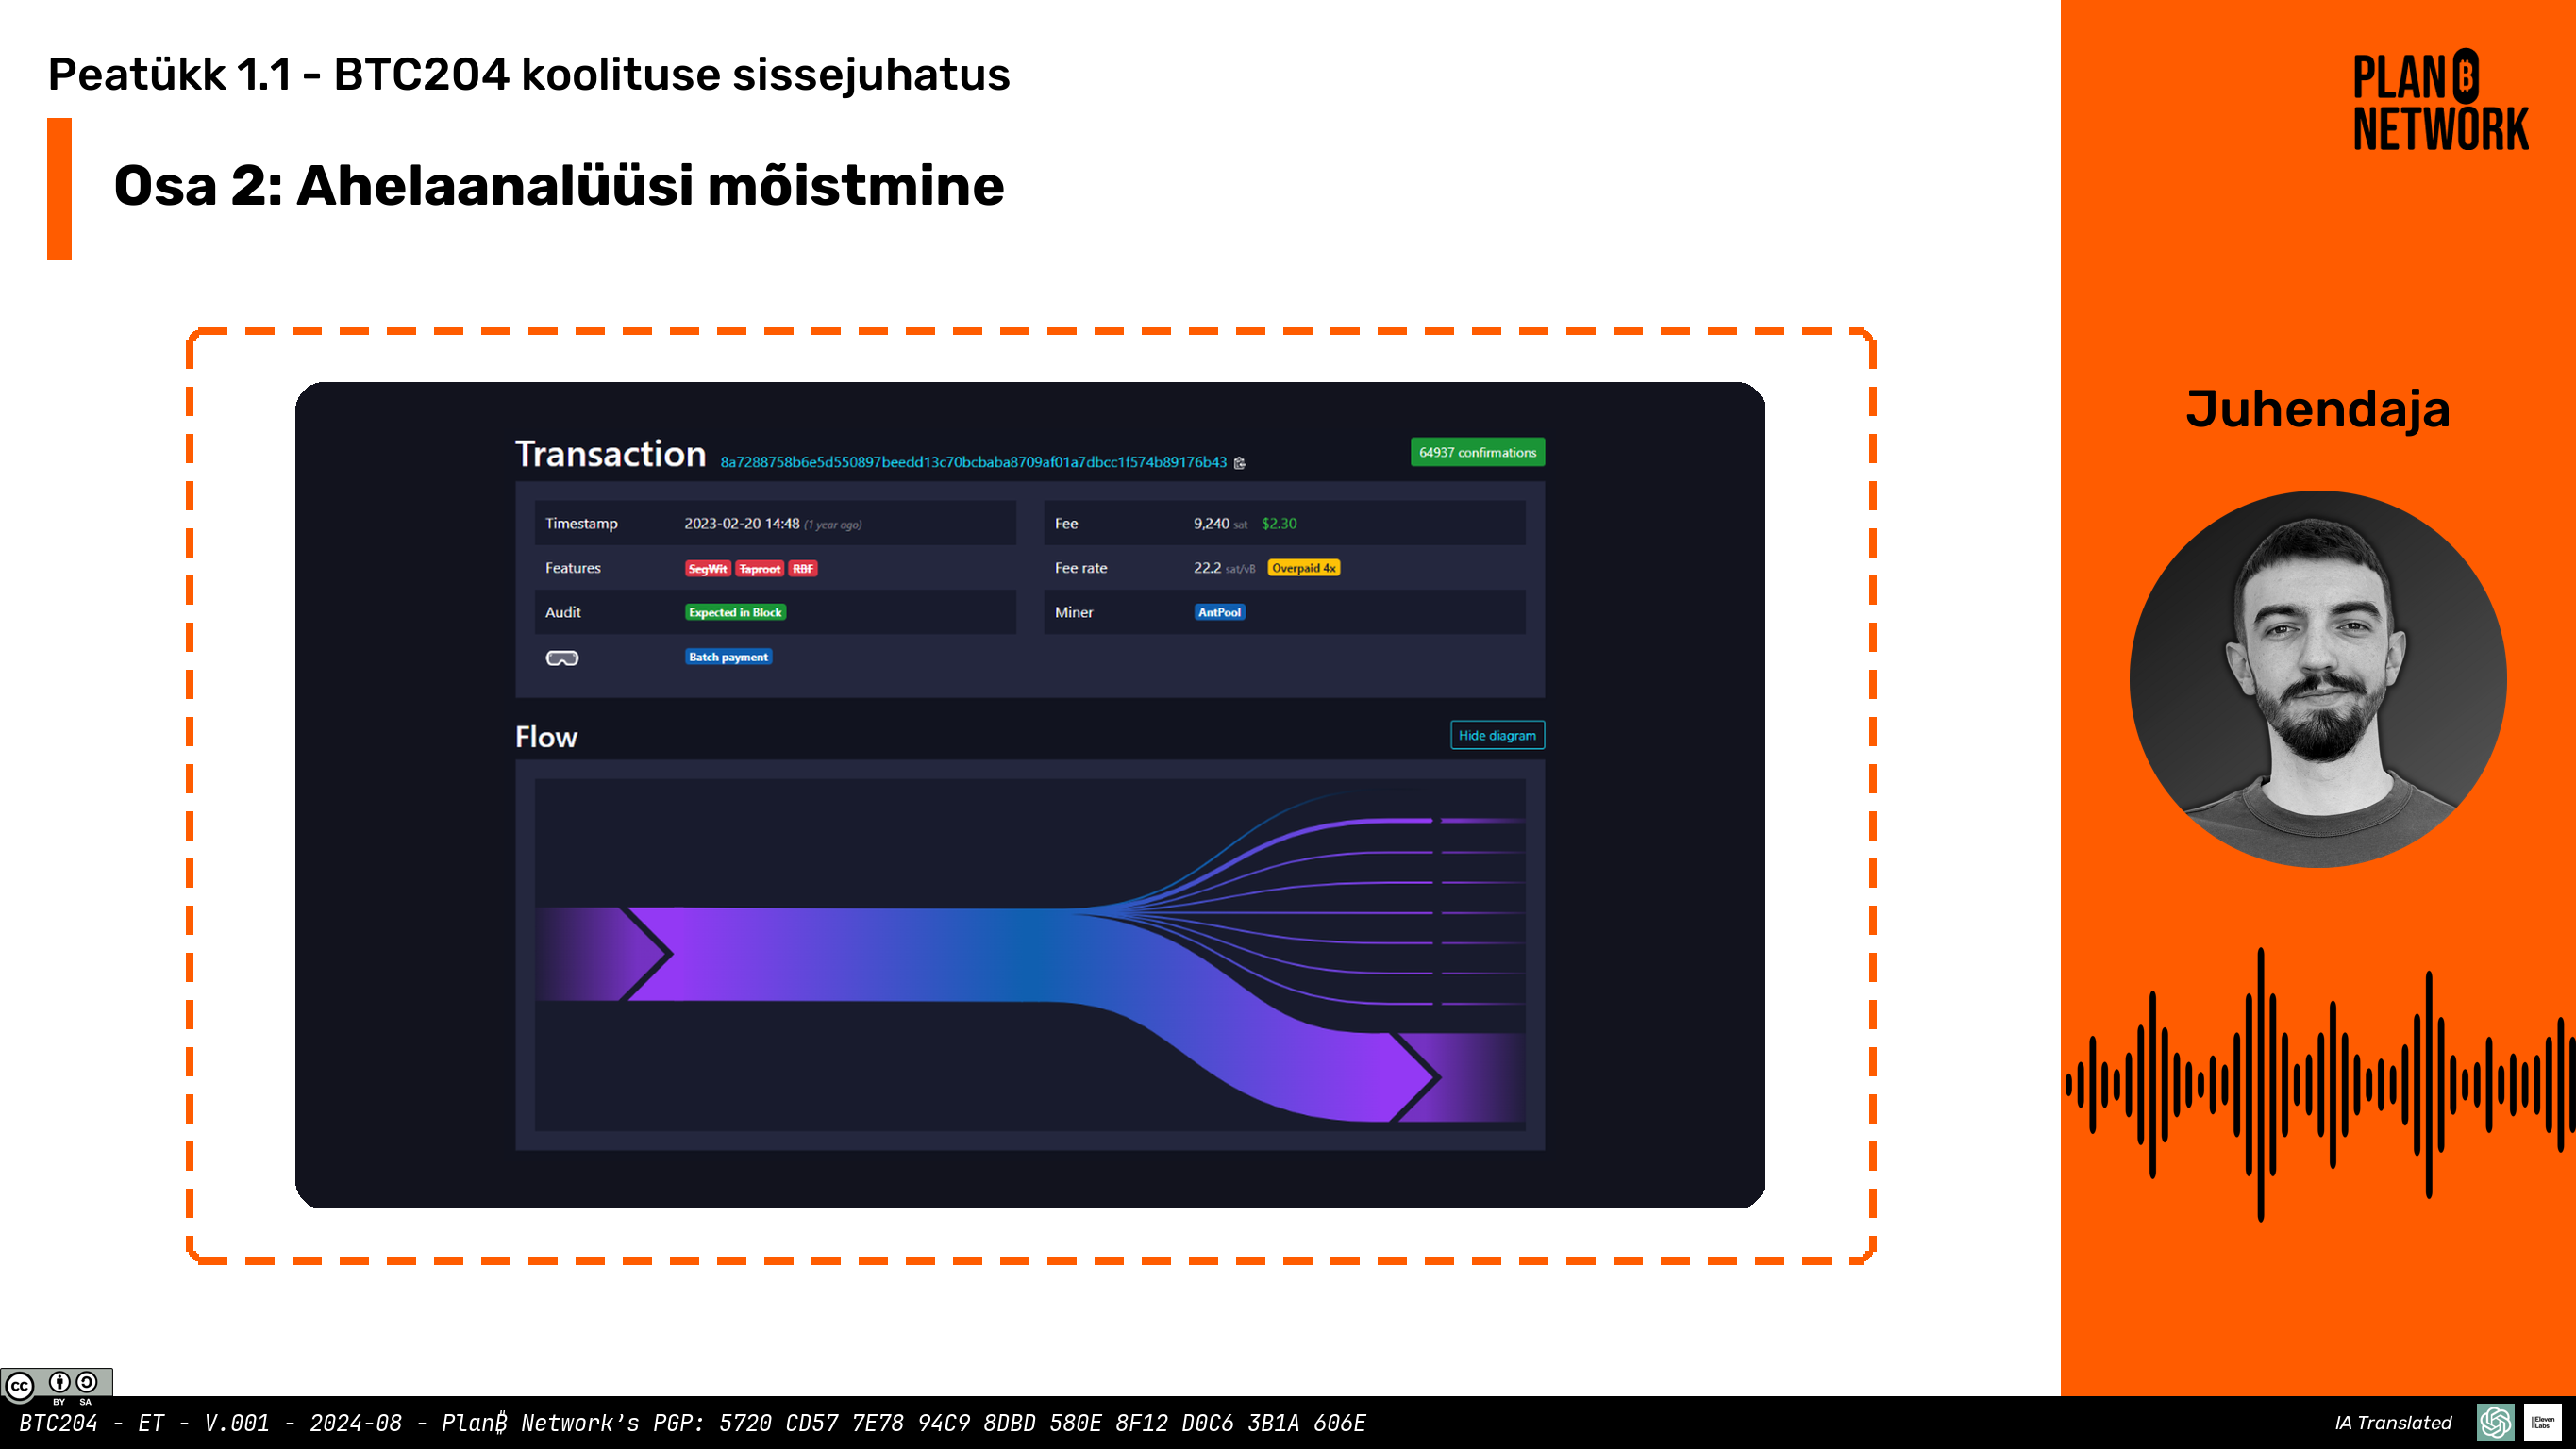 Peatükk 1.1 - BTC204 koolituse sissejuhatus
Osa 2: Ahelaanalüüsi mõistmine
PLAN ₿
NETWORK
Juhendaja
Transaction 8a7288758b6e5d550897beedd13c70bcbaba8709af01a7dbcc1f574b89176b43
64937 confirmations
Timestamp 2023-02-20 14:48 (1 year ago)
Fee 9,240 sat $2.30
Features SegWit Taproot RBF
Fee rate 22.2 sat/vB Overpaid 4x
Audit Expected in Block
Miner AntPool
Batch payment
Flow
Hide diagram
CC BY SA
BTC204 - ET - V.001 - 2024-08 - Plan₿ Network's PGP: 5720 CD57 7E78 94C9 8DBD 580E 8F12 D0C6 3B1A 606E
IA Translated
ElevenLabs